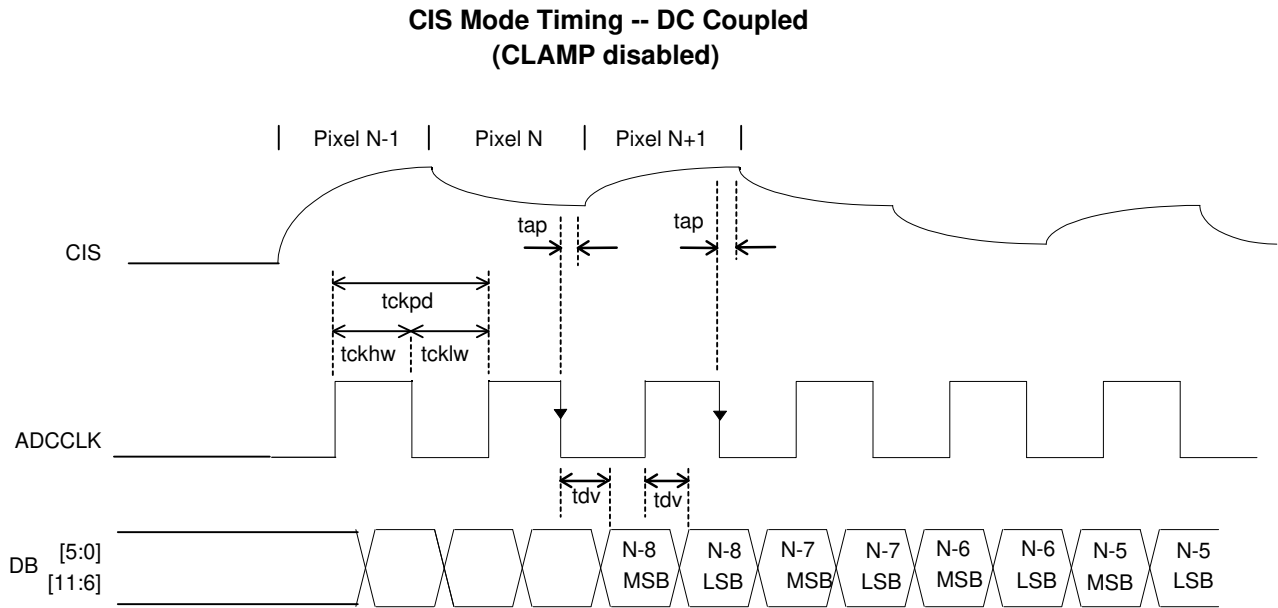 CIS Mode Timing -- DC Coupled
(CLAMP disabled)
| Pixel N-1 | Pixel N | Pixel N+1 |
tap tap
CIS
tckpd
tckhw tcklw
ADCCLK
tdv tdv
DB [5:0]
[11:6]
N-8 N-8 N-7 N-7 N-6 N-6 N-5 N-5
MSB LSB MSB LSB MSB LSB MSB LSB